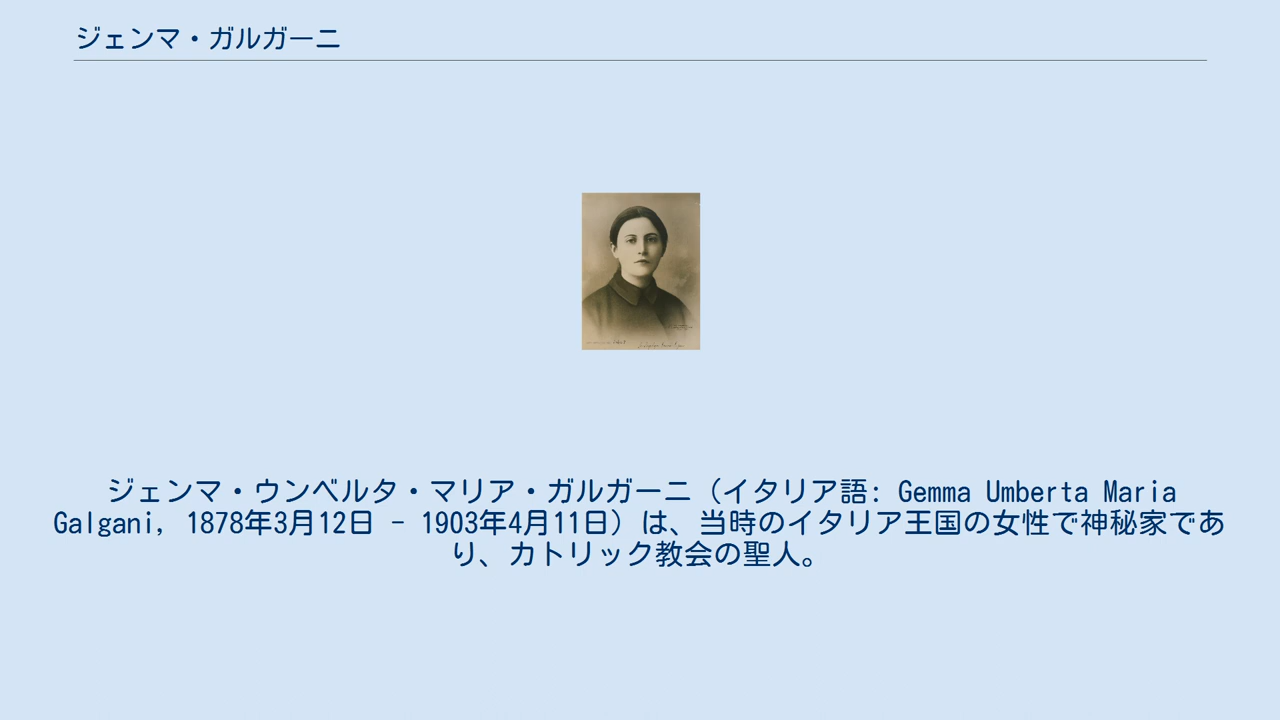 ジェンマ・ガルガーニ
ジェンマ・ウンベルタ・マリア・ガルガーニ（イタリア語: Gemma Umberta Maria
Galgani, 1878年3月12日 - 1903年4月11日）は、当時のイタリア王国の女性で神秘家であ
り、カトリック教会の聖人。